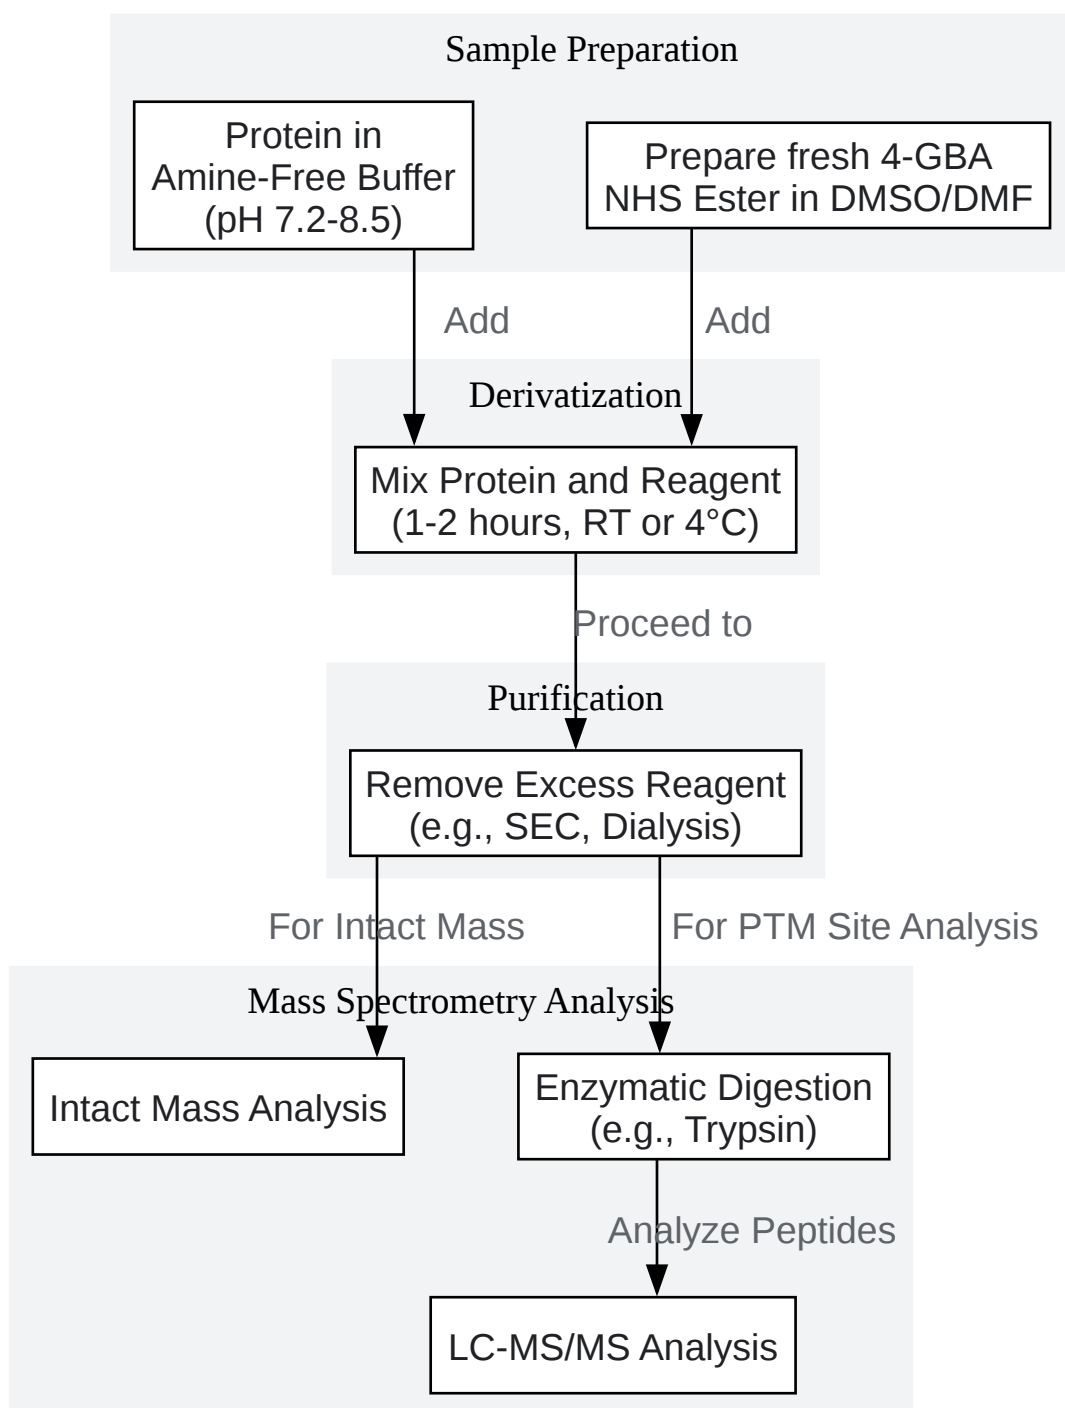 Sample Preparation
Protein in
Amine-Free Buffer
(pH 7.2-8.5)
Prepare fresh 4-GBA
NHS Ester in DMSO/DMF
Add
Add
Derivatization
Mix Protein and Reagent
(1-2 hours, RT or 4°C)
Proceed to
Purification
Remove Excess Reagent
(e.g., SEC, Dialysis)
For Intact Mass
For PTM Site Analysis
Mass Spectrometry Analysis
Intact Mass Analysis
Enzymatic Digestion
(e.g., Trypsin)
Analyze Peptides
LC-MS/MS Analysis